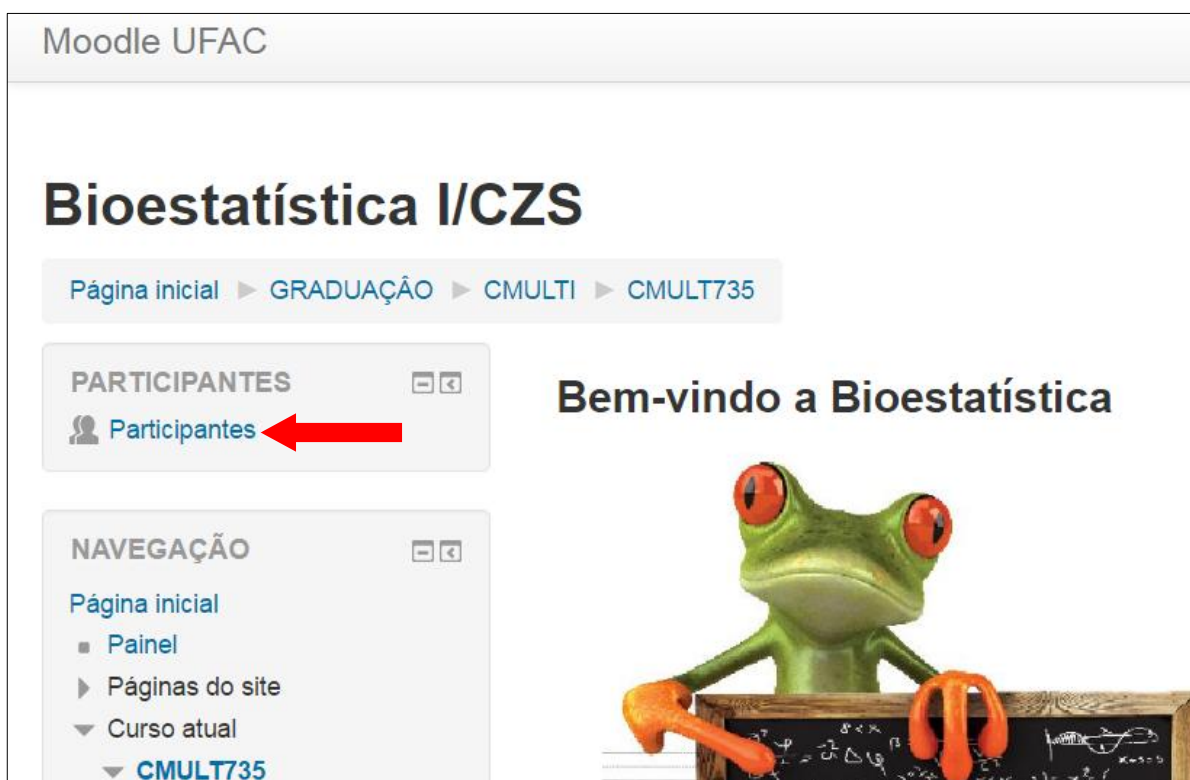 Moodle UFAC
Bioestatística I/CZS
Página inicial ▶ GRADUAÇÂO ▶ CMULTI ▶ CMULT735
PARTICIPANTES
Participantes
Bem-vindo a Bioestatística
NAVEGAÇÃO
Página inicial
Painel
Páginas do site
Curso atual
CMULT735